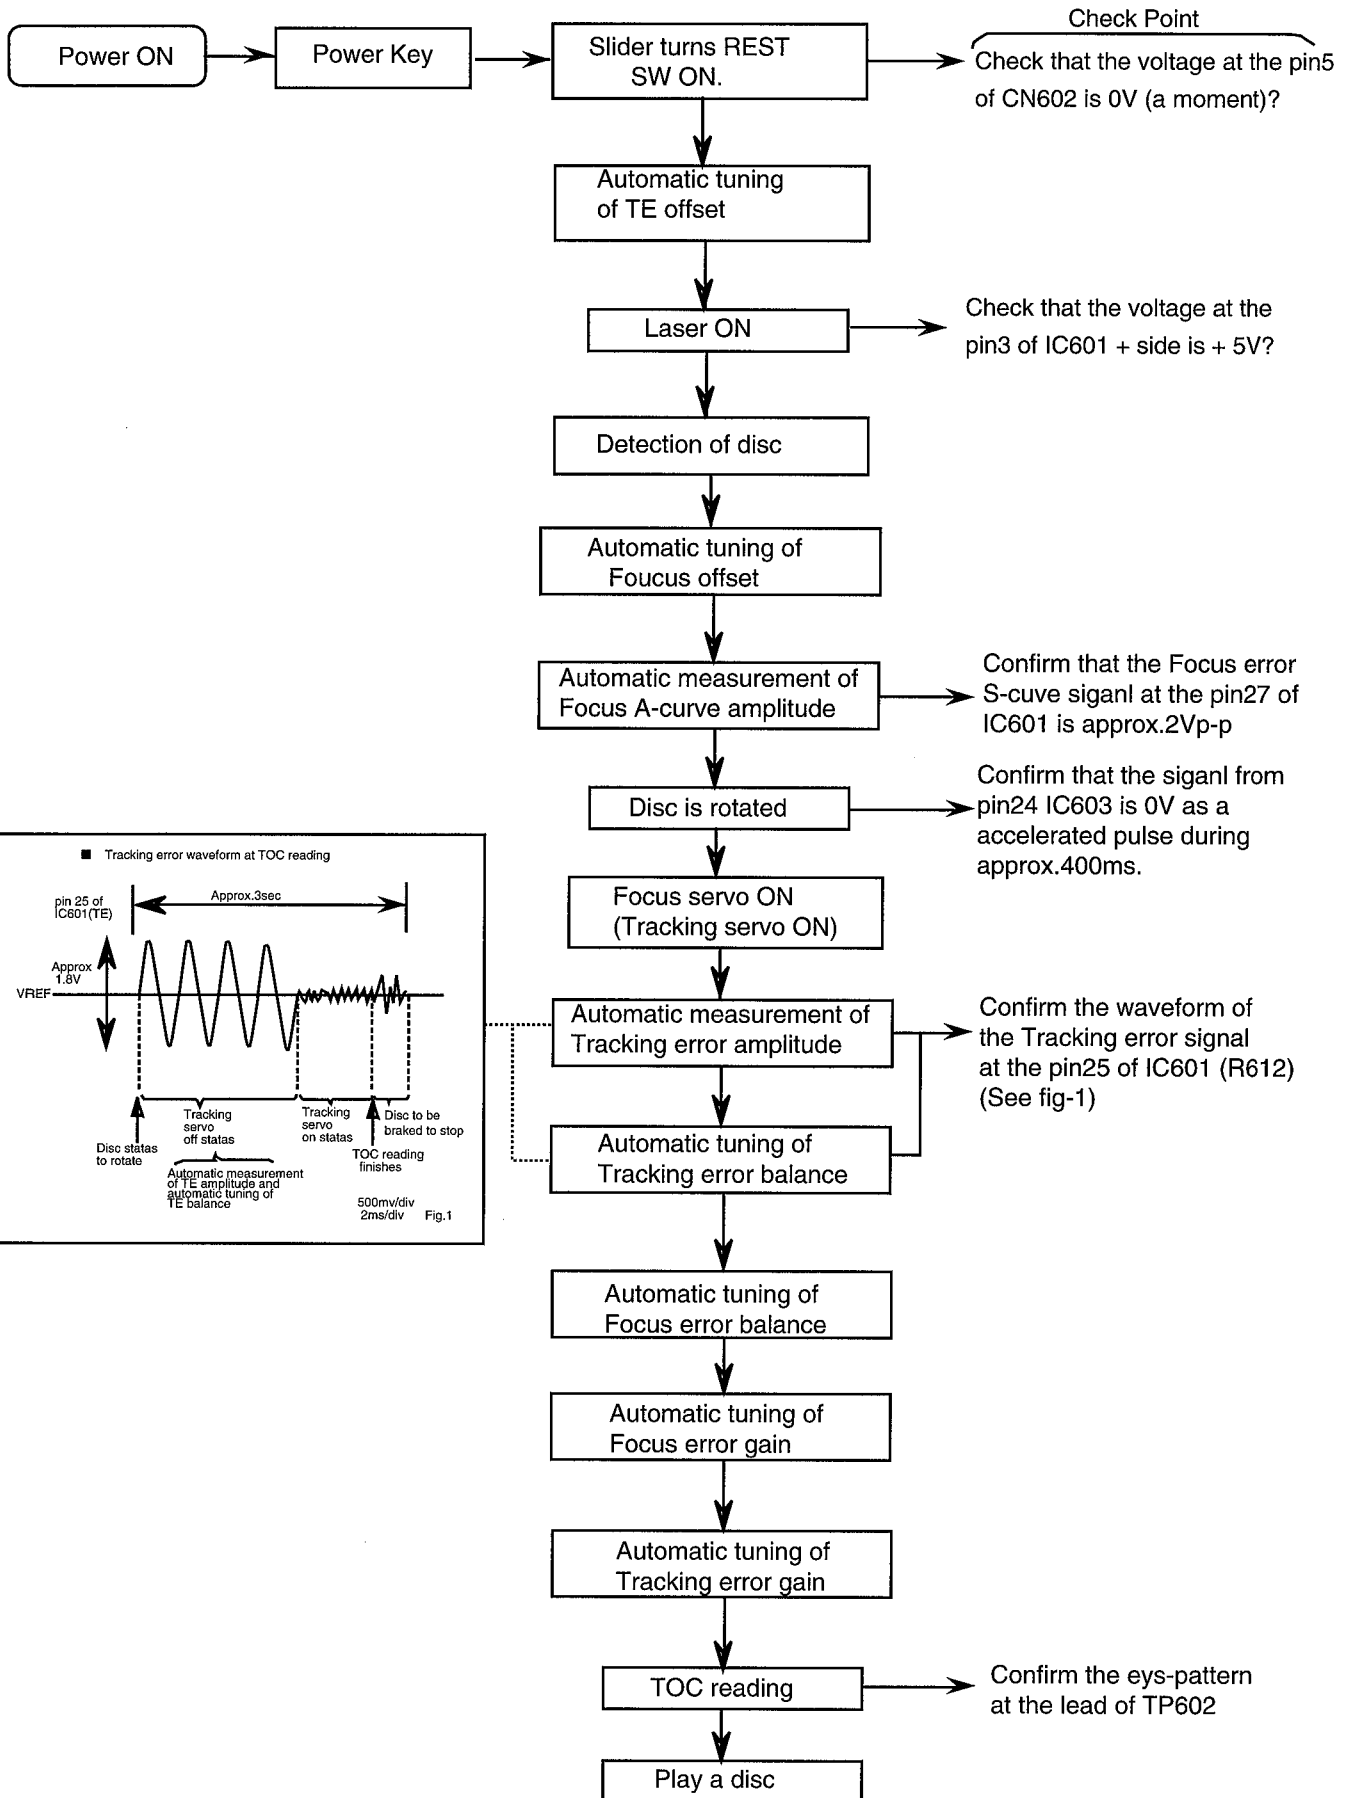 Check Point
Power ON
Power Key
Slider turns REST
SW ON.
Check that the voltage at the pin5
of CN602 is 0V (a moment)?
Automatic tuning
of TE offset
Laser ON
Check that the voltage at the
pin3 of IC601 + side is + 5V?
Detection of disc
Automatic tuning of
Foucus offset
Automatic measurement of
Focus A-curve amplitude
Confirm that the Focus error
S-cuve siganl at the pin27 of
IC601 is approx.2Vp-p
Disc is rotated
Confirm that the siganl from
pin24 IC603 is 0V as a
accelerated pulse during
approx.400ms.
Focus servo ON
(Tracking servo ON)
■ Tracking error waveform at TOC reading
pin 25 of
IC601(TE)
Approx.3sec
Approx
1.8V
VREF
Tracking
servo
off statas
Tracking
servo
on statas
Disc to be
braked to stop
Disc statas
to rotate
TOC reading
finishes
Automatic measurement
of TE amplitude and
automatic tuning of
TE balance
500mv/div
2ms/div
Fig.1
Automatic measurement of
Tracking error amplitude
Confirm the waveform of
the Tracking error signal
at the pin25 of IC601 (R612)
(See fig-1)
Automatic tuning of
Tracking error balance
Automatic tuning of
Focus error balance
Automatic tuning of
Focus error gain
Automatic tuning of
Tracking error gain
TOC reading
Confirm the eys-pattern
at the lead of TP602
Play a disc